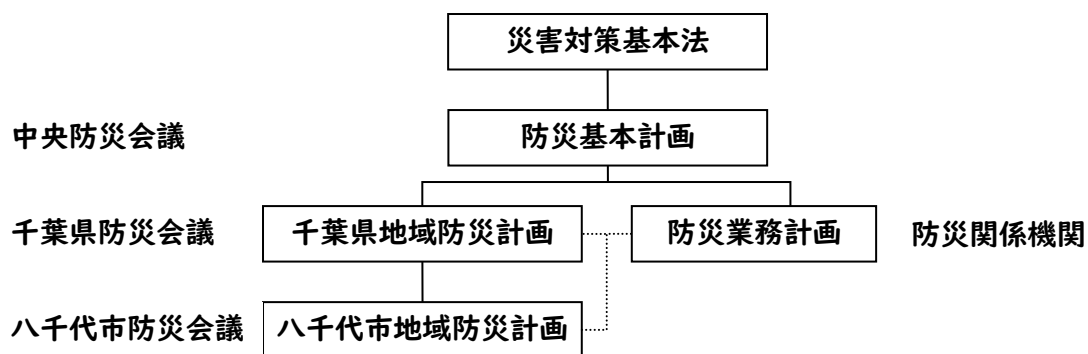 災害対策基本法
中央防災会議
防災基本計画
千葉県防災会議
千葉県地域防災計画
防災業務計画
防災関係機関
八千代市防災会議
八千代市地域防災計画